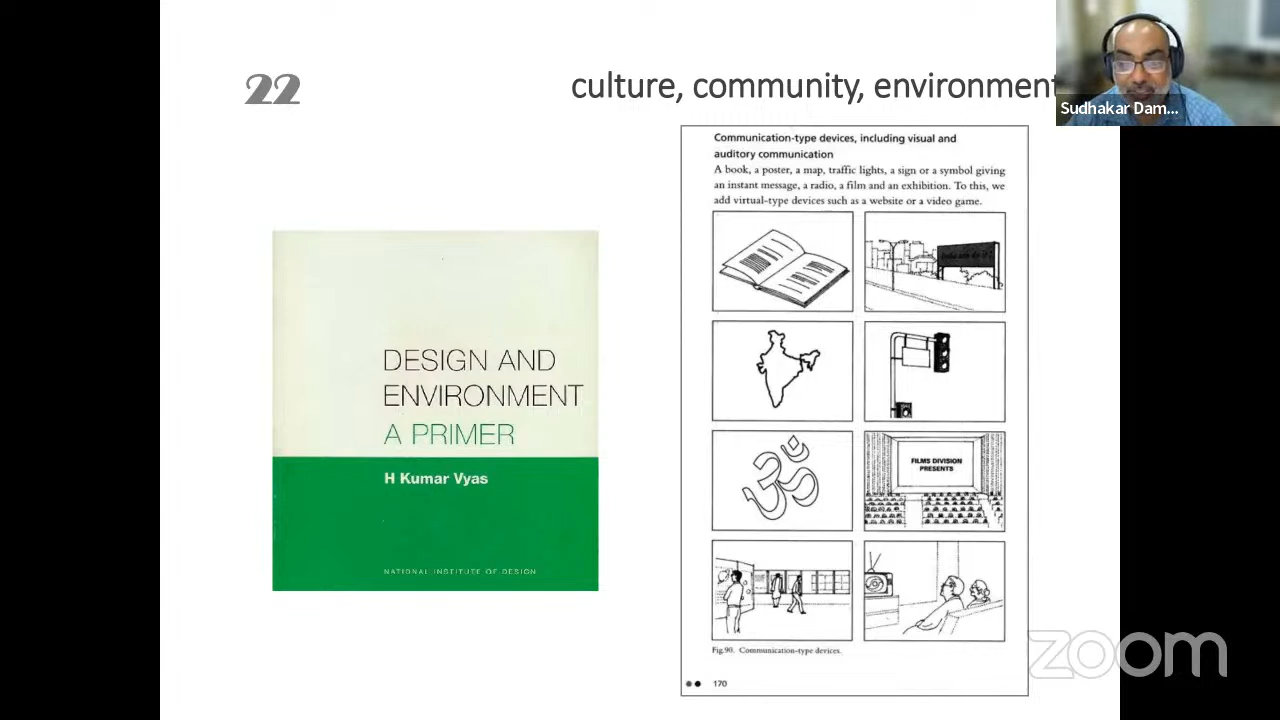 22
culture, community, environment
Sudhakar Dam...
DESIGN AND
ENVIRONMENT
A PRIMER
H Kumar Vyas
NATIONAL INSTITUTE OF DESIGN
Communication-type devices, including visual and
auditory communication
A book, a poster, a map, traffic lights, a sign or a symbol giving
an instant message, a radio, a film and an exhibition. To this, we
add virtual-type devices such as a website or a video game.
ॐ
FILMS DIVISION
PRESENTS
Fig.90. Communication-type devices.
170
zoom